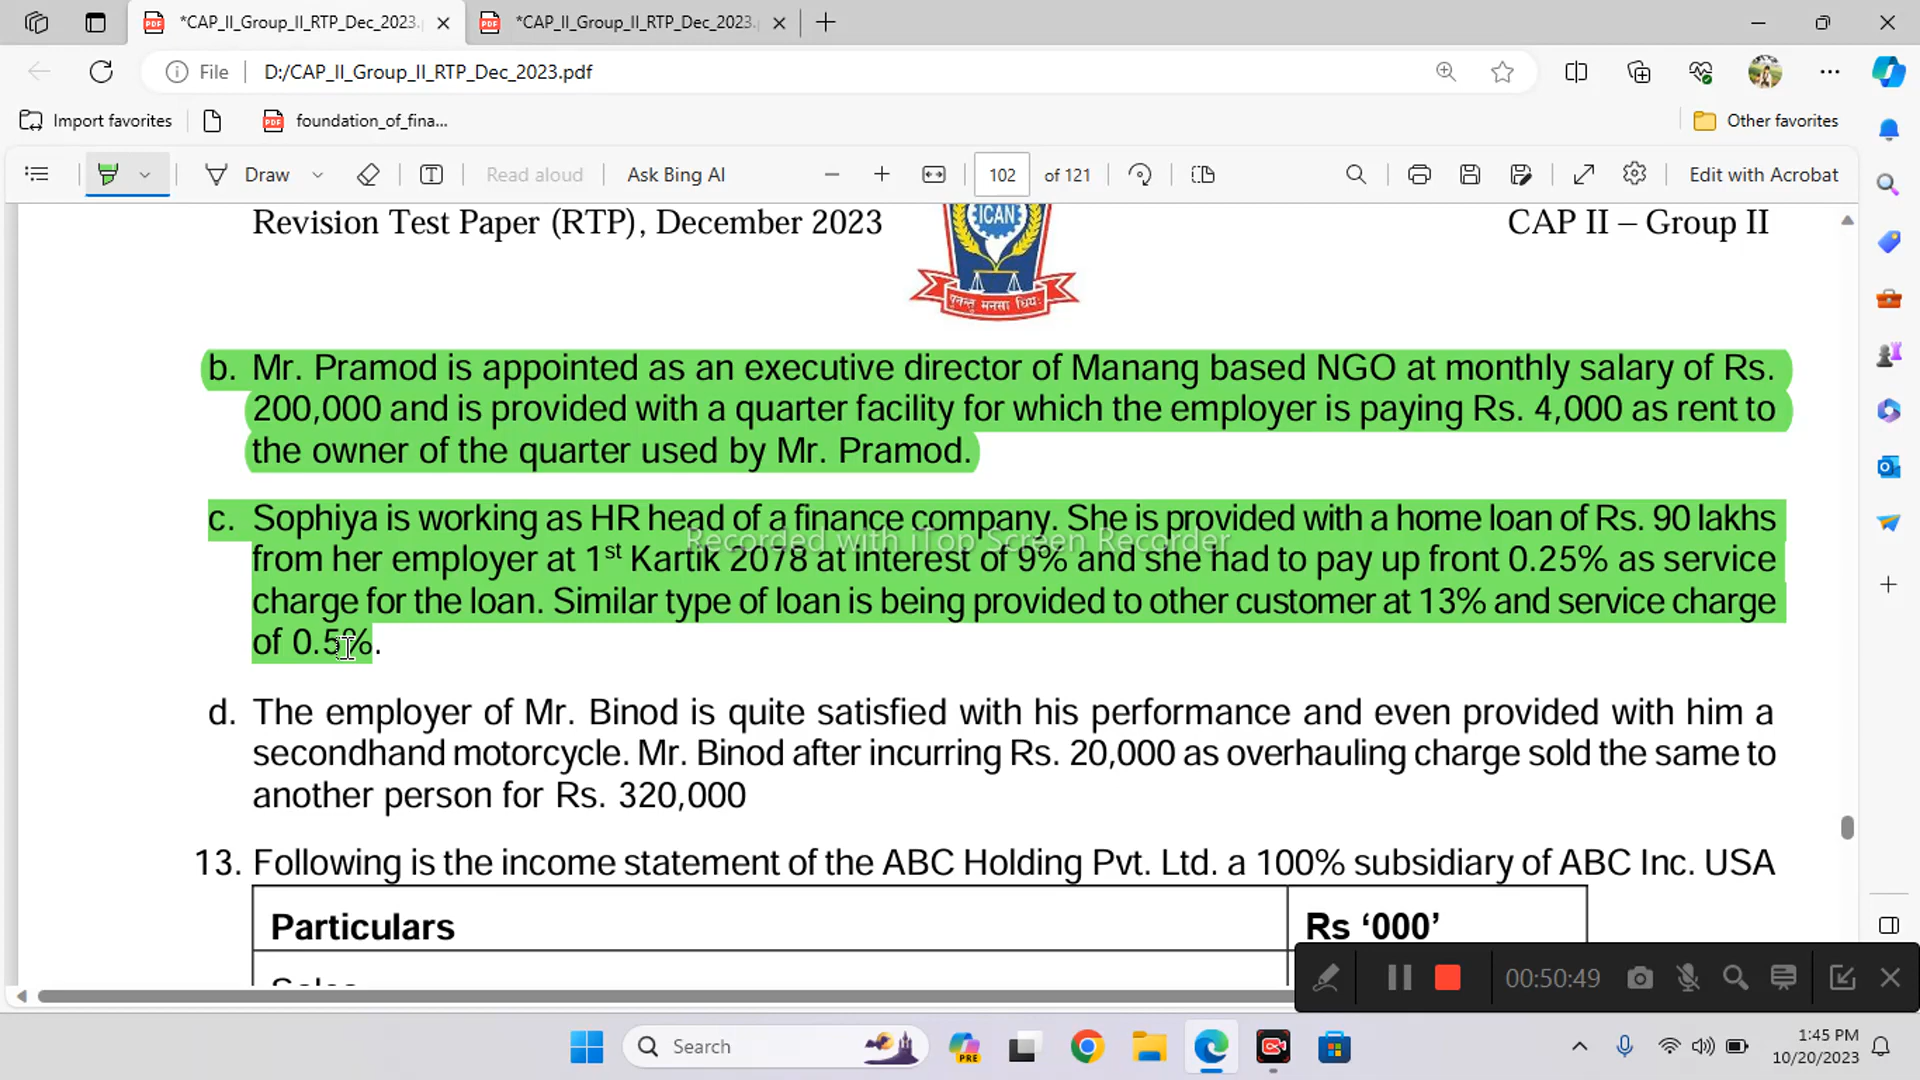 *CAP_II_Group_II_RTP_Dec_2023.
*CAP_II_Group_II_RTP_Dec_2023.
File
D:/CAP_II_Group_II_RTP_Dec_2023.pdf
Import favorites
foundation_of_fina...
Other favorites
Draw
Read aloud
Ask Bing AI
102
of 121
Edit with Acrobat
Revision Test Paper (RTP), December 2023
ICAN
CAP II – Group II
पुनन्तु मनसा धियः
b. Mr. Pramod is appointed as an executive director of Manang based NGO at monthly salary of Rs.
200,000 and is provided with a quarter facility for which the employer is paying Rs. 4,000 as rent to
the owner of the quarter used by Mr. Pramod.
c. Sophiya is working as HR head of a finance company. She is provided with a home loan of Rs. 90 lakhs
Recorded with iTop Screen Recorder
from her employer at 1st Kartik 2078 at interest of 9% and she had to pay up front 0.25% as service
charge for the loan. Similar type of loan is being provided to other customer at 13% and service charge
of 0.5%.
d. The employer of Mr. Binod is quite satisfied with his performance and even provided with him a
secondhand motorcycle. Mr. Binod after incurring Rs. 20,000 as overhauling charge sold the same to
another person for Rs. 320,000
13. Following is the income statement of the ABC Holding Pvt. Ltd. a 100% subsidiary of ABC Inc. USA
Particulars
Rs ‘000’
Sales
00:50:49
Search
PRE
1:45 PM
10/20/2023